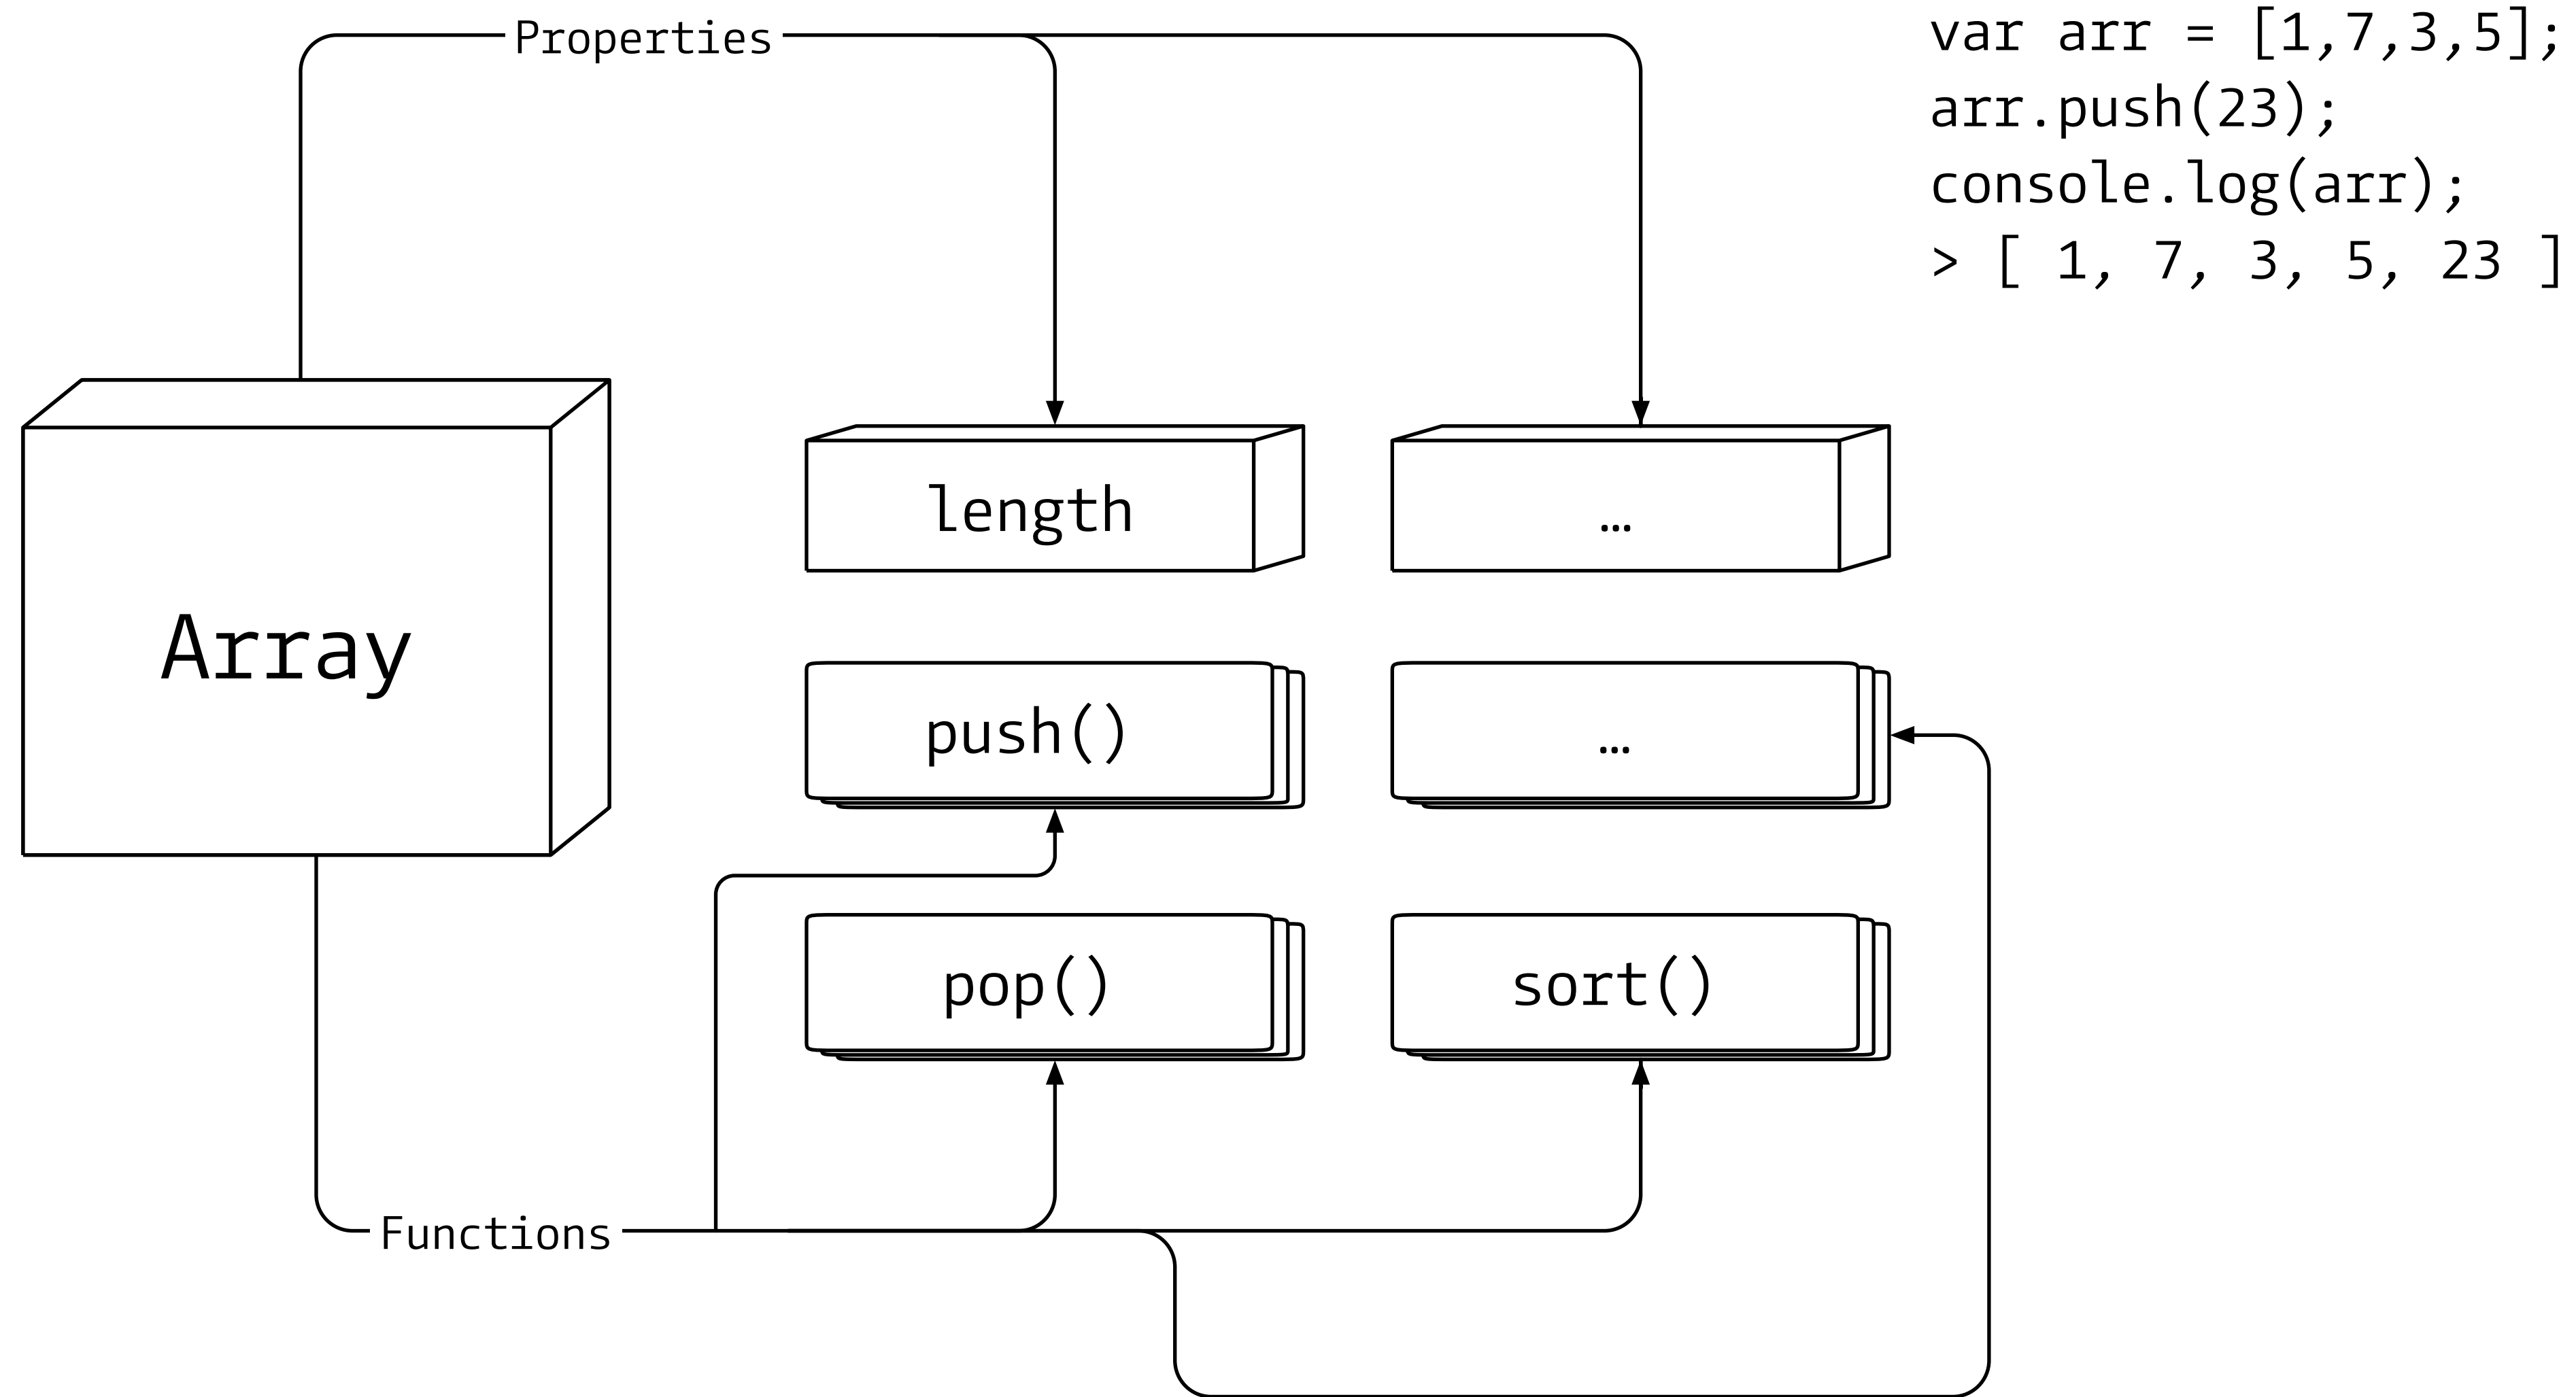 Properties
var arr = [1,7,3,5];
arr.push(23);
console.log(arr);
> [ 1, 7, 3, 5, 23 ]
length
…
Array
push()
…
pop()
sort()
Functions